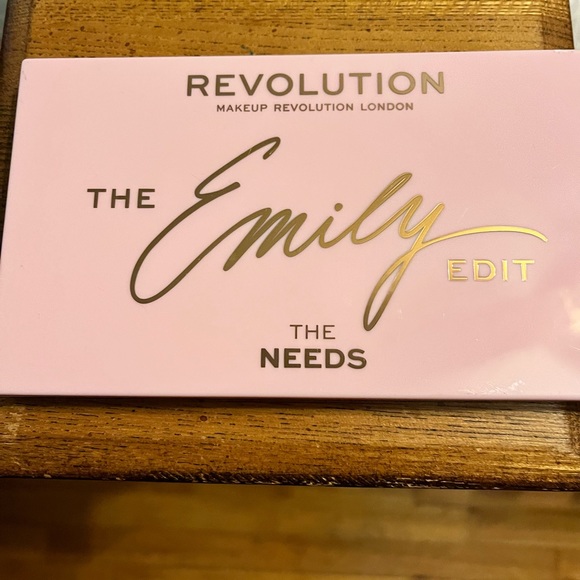 REVOLUTION
MAKEUP REVOLUTION LONDON
THE Emily EDIT
THE
NEEDS